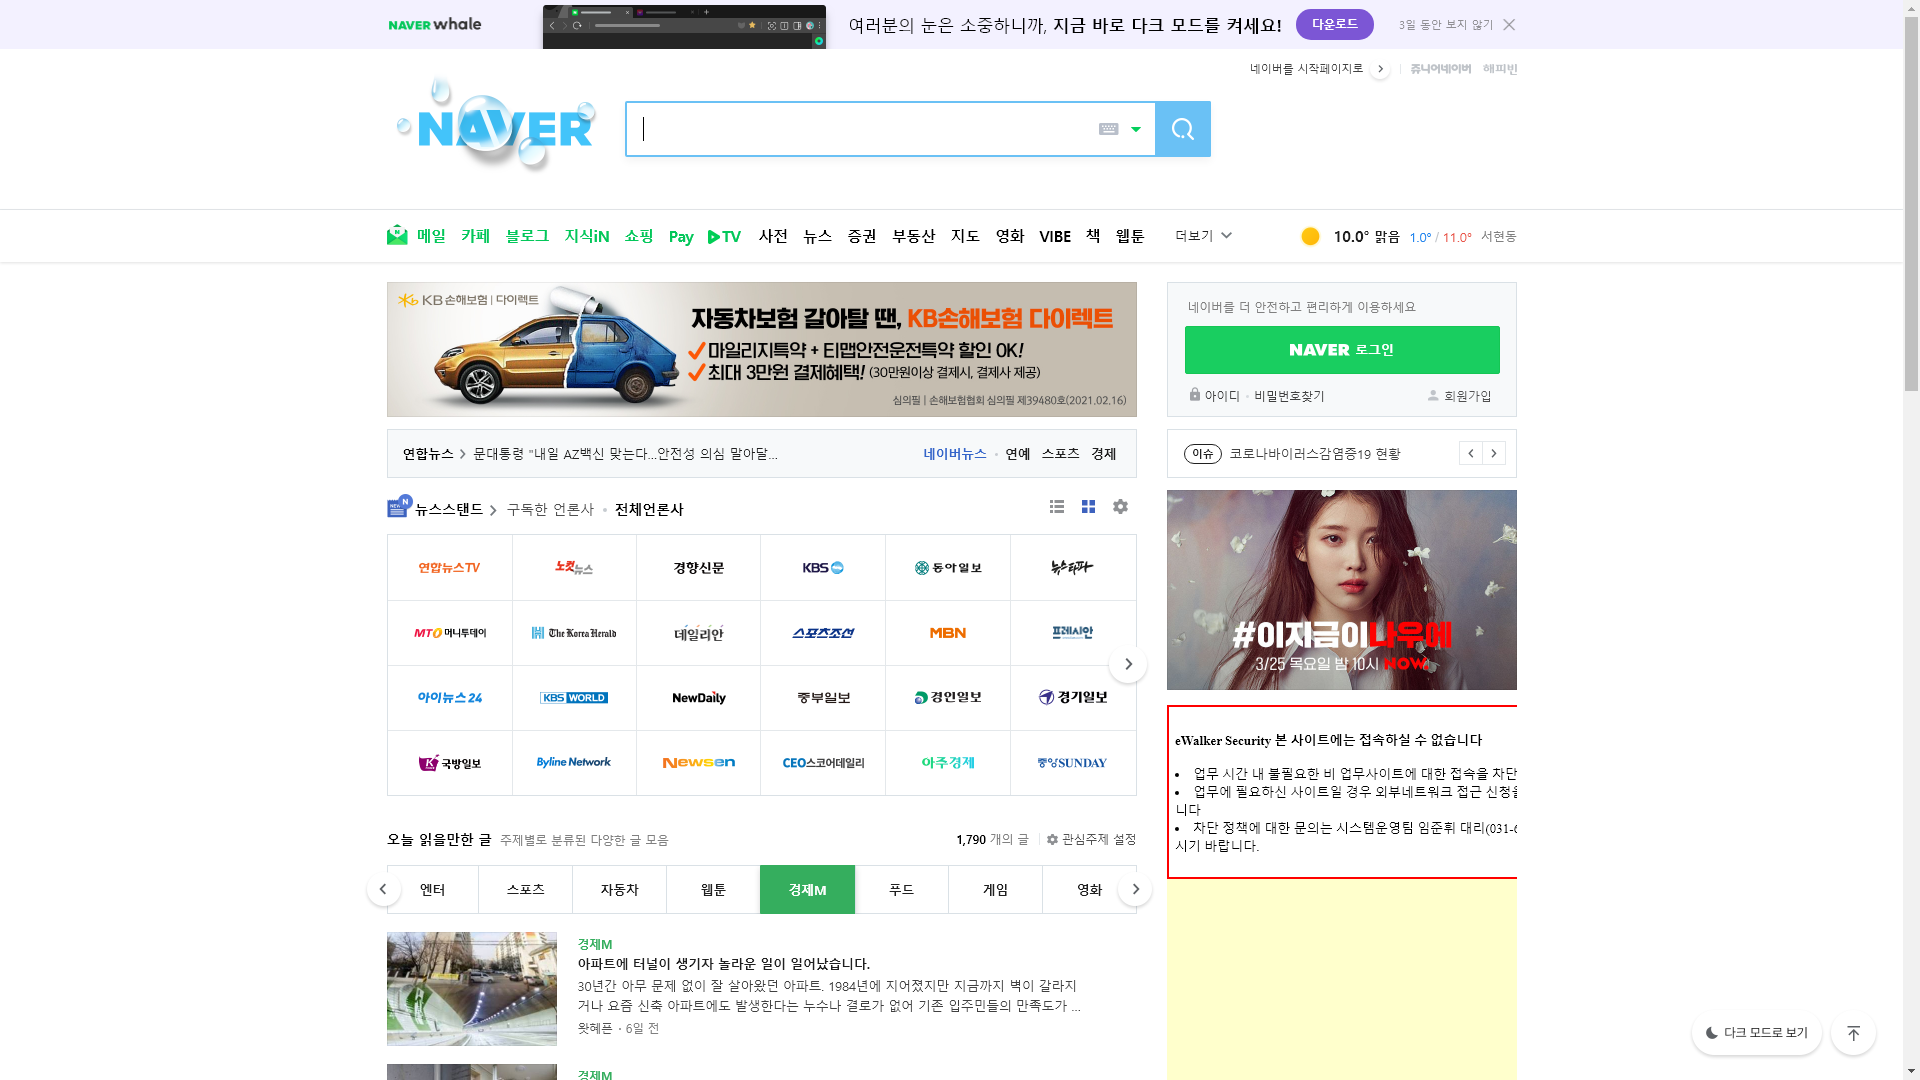 NAVER whale
여러분의 눈은 소중하니까, 지금 바로 다크 모드를 켜세요!
다운로드
3일 동안 보지 않기
네이버를 시작페이지로
쥬니어네이버 해피빈
NAVER
메일 카페 블로그 지식iN 쇼핑 Pay TV 사전 뉴스 증권 부동산 지도 영화 VIBE 책 웹툰 더보기
10.0° 맑음 1.0° / 11.0° 서현동
KB손해보험 | 다이렉트
자동차보험 갈아탈 땐, KB손해보험 다이렉트
마일리지특약 + 티맵안전운전특약 할인 OK!
최대 3만원 결제혜택! (30만원이상 결제시, 결제사 제공)
심의필 | 손해보험협회 심의필 제39480호(2021.02.16)
네이버를 더 안전하고 편리하게 이용하세요
NAVER 로그인
아이디 · 비밀번호찾기 회원가입
연합뉴스 > 문대통령 "내일 AZ백신 맞는다...안전성 의심 말아달...
네이버뉴스 · 연예 스포츠 경제
이슈 코로나바이러스감염증19 현황
뉴스스탠드 > 구독한 언론사 · 전체언론사
연합뉴스TV 노컷뉴스 경향신문 KBS 동아일보 뉴스타파
MTO 머니투데이 The Korea Herald 데일리안 스포츠조선 MBN 프레시안
아이뉴스24 KBS WORLD NewDaily 중부일보 경인일보 경기일보
국방일보 Byline Network Newsen CEO스코어데일리 아주경제 중앙SUNDAY
#이지금이나우에
3/25 목요일 밤 10시 NOW
eWalker Security 본 사이트에는 접속하실 수 없습니다
• 업무 시간 내 불필요한 비 업무사이트에 대한 접속을 차단
• 업무에 필요하신 사이트일 경우 외부네트워크 접근 신청을
니다
• 차단 정책에 대한 문의는 시스템운영팀 임준휘 대리(031-6
시기 바랍니다.
오늘 읽을만한 글 주제별로 분류된 다양한 글 모음
1,790 개의 글 관심주제 설정
엔터 스포츠 자동차 웹툰 경제M 푸드 게임 영화
경제M
아파트에 터널이 생기자 놀라운 일이 일어났습니다.
30년간 아무 문제 없이 잘 살아왔던 아파트. 1984년에 지어졌지만 지금까지 벽이 갈라지
거나 요즘 신축 아파트에도 발생한다는 누수나 결로가 없어 기존 입주민들의 만족도가 ...
왓헤픈 · 6일 전
경제M
다크 모드로 보기